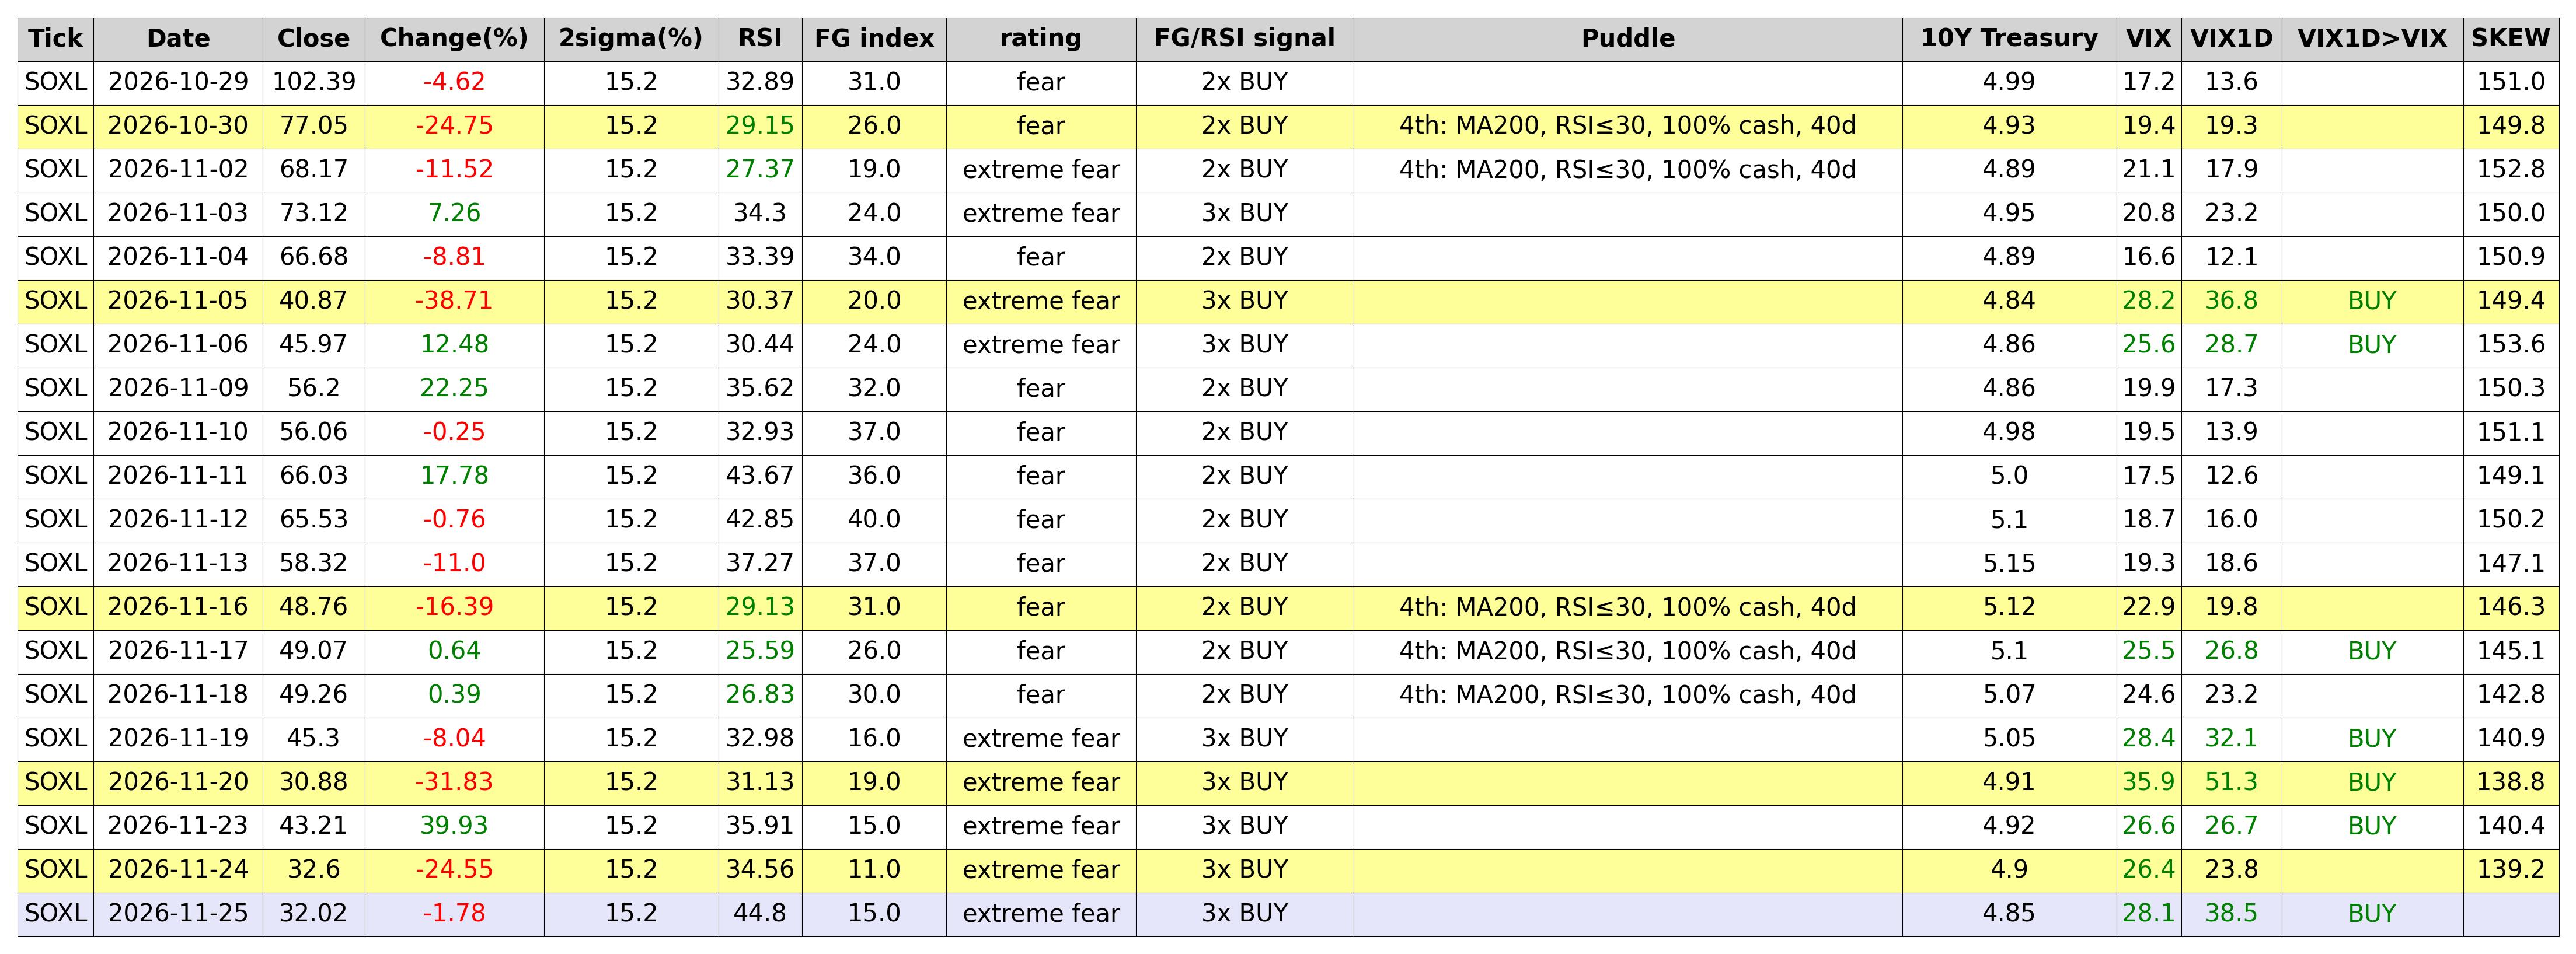 Tick Date Close Change(%) 2sigma(%) RSI FG index rating FG/RSI signal Puddle 10Y Treasury VIX VIX1D VIX1D>VIX SKEW
SOXL 2026-10-29 102.39 -4.62 15.2 32.89 31.0 fear 2x BUY 4.99 17.2 13.6 151.0
SOXL 2026-10-30 77.05 -24.75 15.2 29.15 26.0 fear 2x BUY 4th: MA200, RSI≤30, 100% cash, 40d 4.93 19.4 19.3 149.8
SOXL 2026-11-02 68.17 -11.52 15.2 27.37 19.0 extreme fear 2x BUY 4th: MA200, RSI≤30, 100% cash, 40d 4.89 21.1 17.9 152.8
SOXL 2026-11-03 73.12 7.26 15.2 34.3 24.0 extreme fear 3x BUY 4.95 20.8 23.2 150.0
SOXL 2026-11-04 66.68 -8.81 15.2 33.39 34.0 fear 2x BUY 4.89 16.6 12.1 150.9
SOXL 2026-11-05 40.87 -38.71 15.2 30.37 20.0 extreme fear 3x BUY 4.84 28.2 36.8 BUY 149.4
SOXL 2026-11-06 45.97 12.48 15.2 30.44 24.0 extreme fear 3x BUY 4.86 25.6 28.7 BUY 153.6
SOXL 2026-11-09 56.2 22.25 15.2 35.62 32.0 fear 2x BUY 4.86 19.9 17.3 150.3
SOXL 2026-11-10 56.06 -0.25 15.2 32.93 37.0 fear 2x BUY 4.98 19.5 13.9 151.1
SOXL 2026-11-11 66.03 17.78 15.2 43.67 36.0 fear 2x BUY 5.0 17.5 12.6 149.1
SOXL 2026-11-12 65.53 -0.76 15.2 42.85 40.0 fear 2x BUY 5.1 18.7 16.0 150.2
SOXL 2026-11-13 58.32 -11.0 15.2 37.27 37.0 fear 2x BUY 5.15 19.3 18.6 147.1
SOXL 2026-11-16 48.76 -16.39 15.2 29.13 31.0 fear 2x BUY 4th: MA200, RSI≤30, 100% cash, 40d 5.12 22.9 19.8 146.3
SOXL 2026-11-17 49.07 0.64 15.2 25.59 26.0 fear 2x BUY 4th: MA200, RSI≤30, 100% cash, 40d 5.1 25.5 26.8 BUY 145.1
SOXL 2026-11-18 49.26 0.39 15.2 26.83 30.0 fear 2x BUY 4th: MA200, RSI≤30, 100% cash, 40d 5.07 24.6 23.2 142.8
SOXL 2026-11-19 45.3 -8.04 15.2 32.98 16.0 extreme fear 3x BUY 5.05 28.4 32.1 BUY 140.9
SOXL 2026-11-20 30.88 -31.83 15.2 31.13 19.0 extreme fear 3x BUY 4.91 35.9 51.3 BUY 138.8
SOXL 2026-11-23 43.21 39.93 15.2 35.91 15.0 extreme fear 3x BUY 4.92 26.6 26.7 BUY 140.4
SOXL 2026-11-24 32.6 -24.55 15.2 34.56 11.0 extreme fear 3x BUY 4.9 26.4 23.8 139.2
SOXL 2026-11-25 32.02 -1.78 15.2 44.8 15.0 extreme fear 3x BUY 4.85 28.1 38.5 BUY